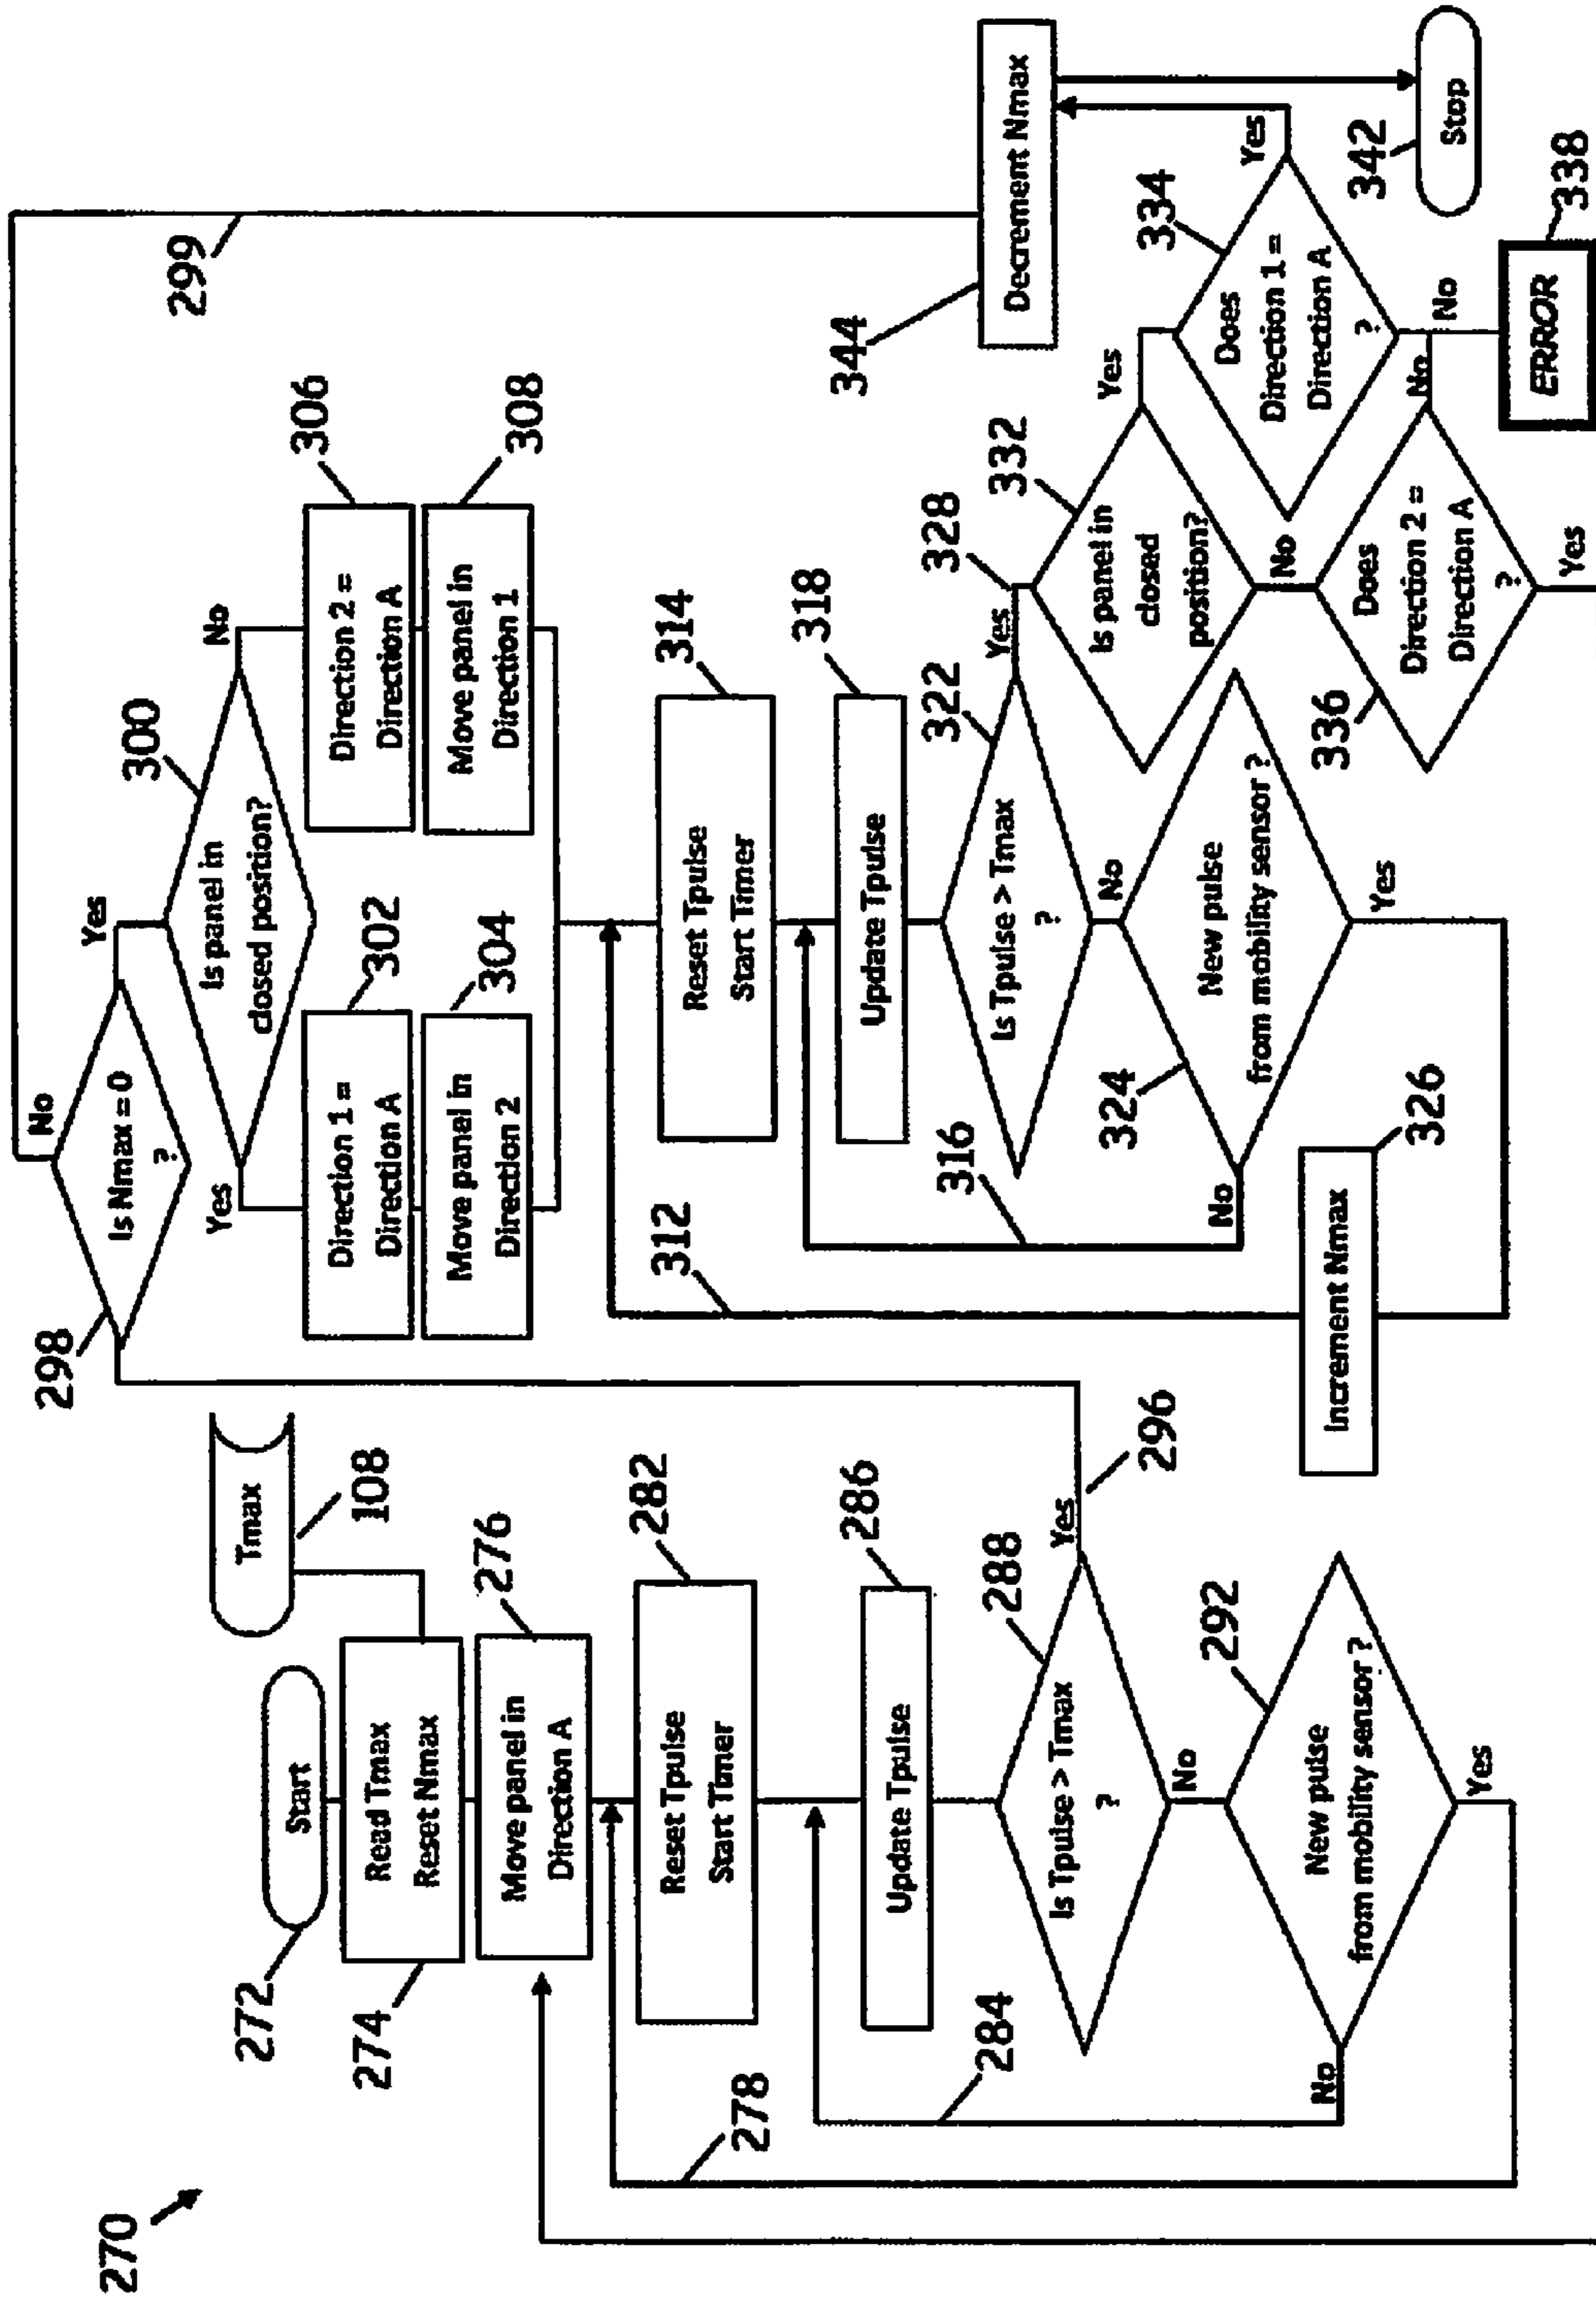 270
272
Start
Tmax
108
274
Read Tmax
Reset Nmax
276
Move panel in
Direction A
278
282
Reset Tpulse
Start Timer
284
286
Update Tpulse
288
Is Tpulse > Tmax
?
Yes
296
No
292
New pulse
from mobility sensor?
No
Yes
298
Is Nmax = 0
?
No
Yes
299
300
Is panel in
closed position?
Yes
No
302
Direction 1 =
Direction A
304
Move panel in
Direction 2
306
Direction 2 =
Direction A
308
Move panel in
Direction 1
312
314
Reset Tpulse
Start Timer
316
318
Update Tpulse
322
Is Tpulse > Tmax
?
Yes
328
No
324
New pulse
from mobility sensor?
No
Yes
326
Increment Nmax
332
Is panel in
closed
position?
Yes
No
334
Does
Direction 1 =
Direction A
?
Yes
No
336
Does
Direction 2 =
Direction A
?
No
Yes
338
ERROR
344
Decrement Nmax
342
Stop